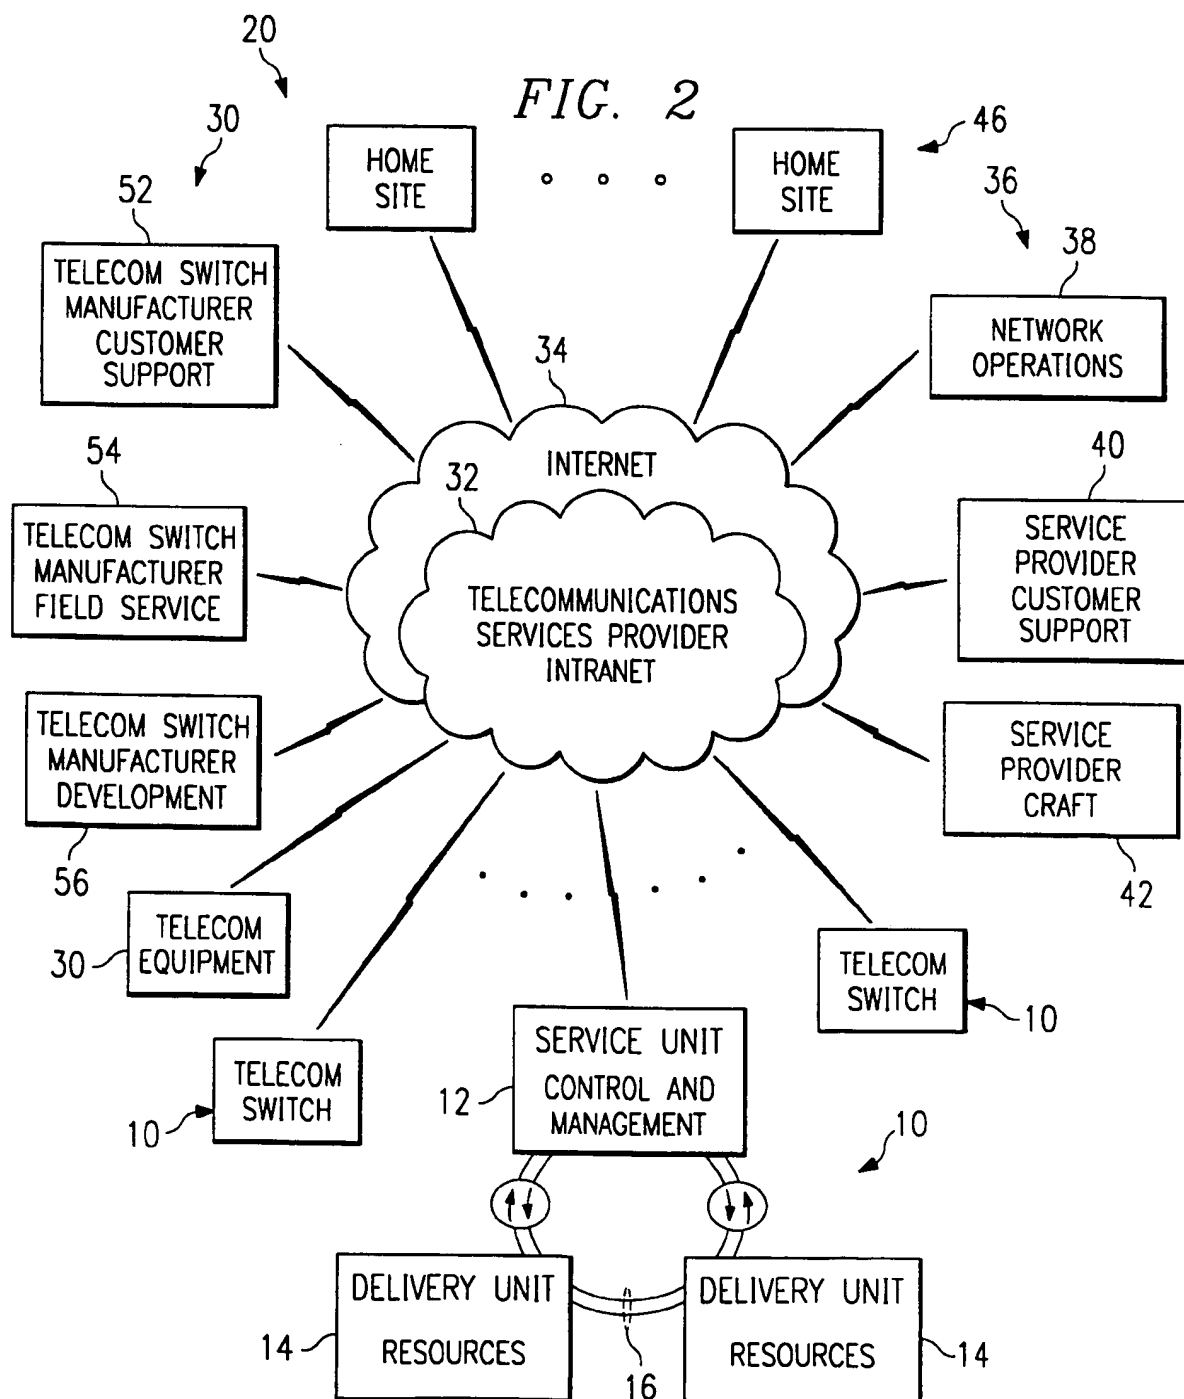 20
FIG. 2
30
46
HOME
SITE
HOME
SITE
52
36
38
TELECOM SWITCH
MANUFACTURER
CUSTOMER
SUPPORT
NETWORK
OPERATIONS
34
INTERNET
54
32
40
TELECOM SWITCH
MANUFACTURER
FIELD SERVICE
TELECOMMUNICATIONS
SERVICES PROVIDER
INTRANET
SERVICE
PROVIDER
CUSTOMER
SUPPORT
TELECOM SWITCH
MANUFACTURER
DEVELOPMENT
56
SERVICE
PROVIDER
CRAFT
42
TELECOM
EQUIPMENT
30
TELECOM
SWITCH
10
TELECOM
SWITCH
10
SERVICE UNIT
CONTROL AND
MANAGEMENT
12
10
DELIVERY UNIT
RESOURCES
14
DELIVERY UNIT
RESOURCES
14
16